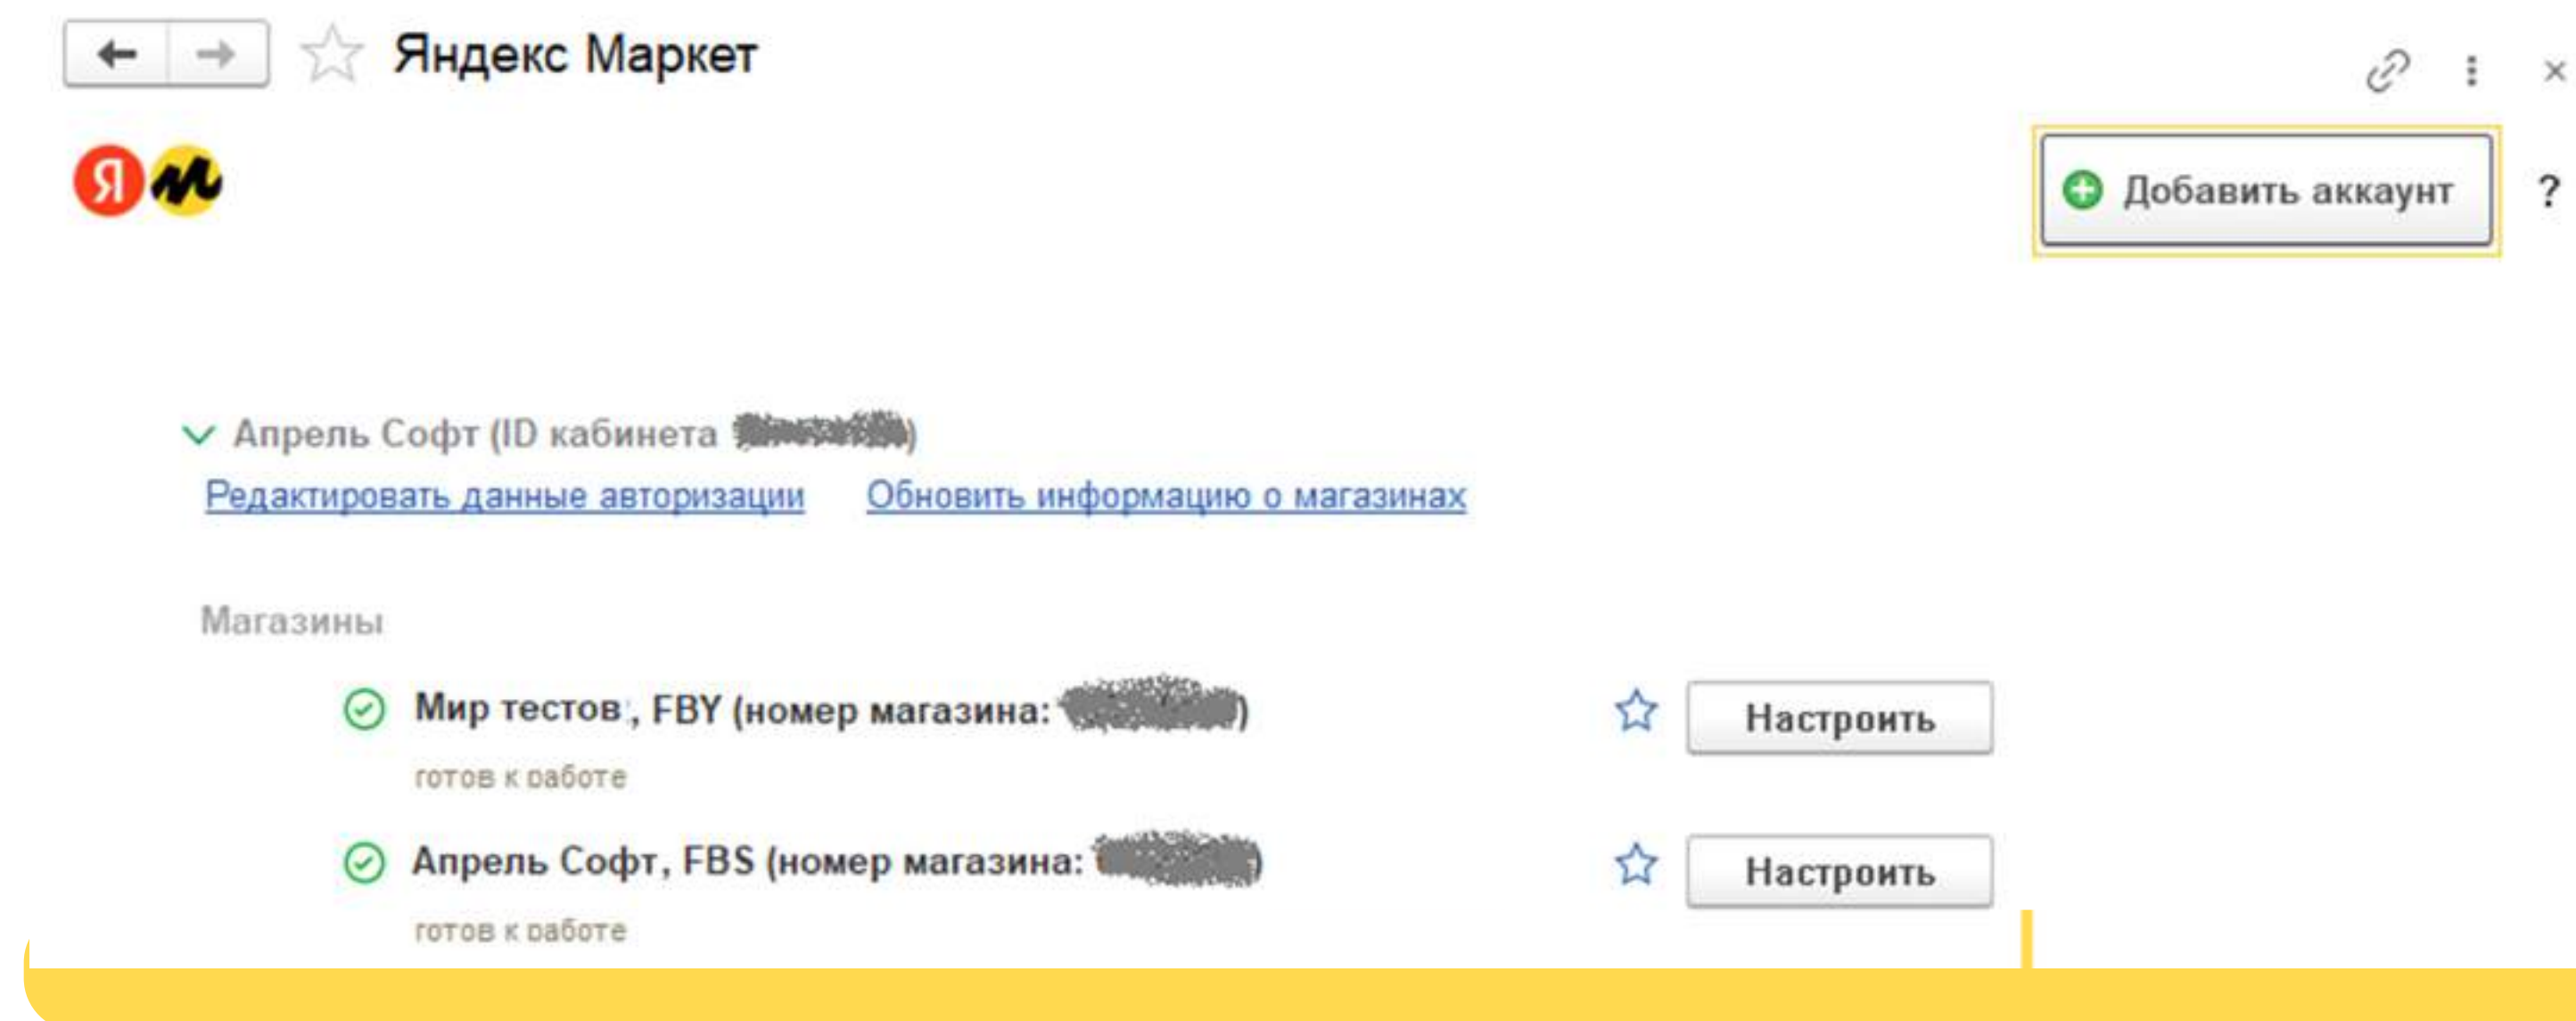 Яндекс Маркет
Я м
Добавить аккаунт ?
Апрель Софт (ID кабинета )
Редактировать данные авторизации Обновить информацию о магазинах
Магазины
Мир тестов, FBY (номер магазина: )
Настроить
готов к работе
Апрель Софт, FBS (номер магазина: )
Настроить
готов к работе